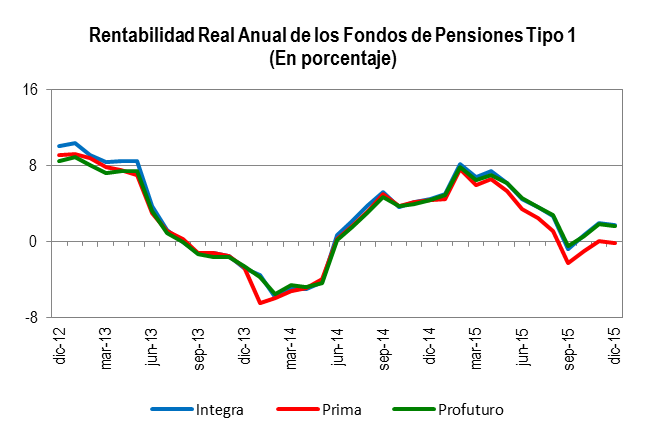 Rentabilidad Real Anual de los Fondos de Pensiones Tipo 1
(En porcentaje)
16
8
0
-8
dic-12
mar-13
jun-13
sep-13
dic-13
mar-14
jun-14
sep-14
dic-14
mar-15
jun-15
sep-15
dic-15
Integra
Prima
Profuturo